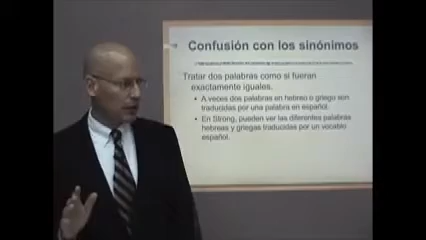 Confusión con los sinónimos
Tratar dos palabras como si fueran
exactamente iguales.
A veces dos palabras en hebreo o griego son
traducidas por una palabra en
español.
En Strong, pueden ver las diferentes palabras
hebreas y griegas traducidas por un vocablo
español.